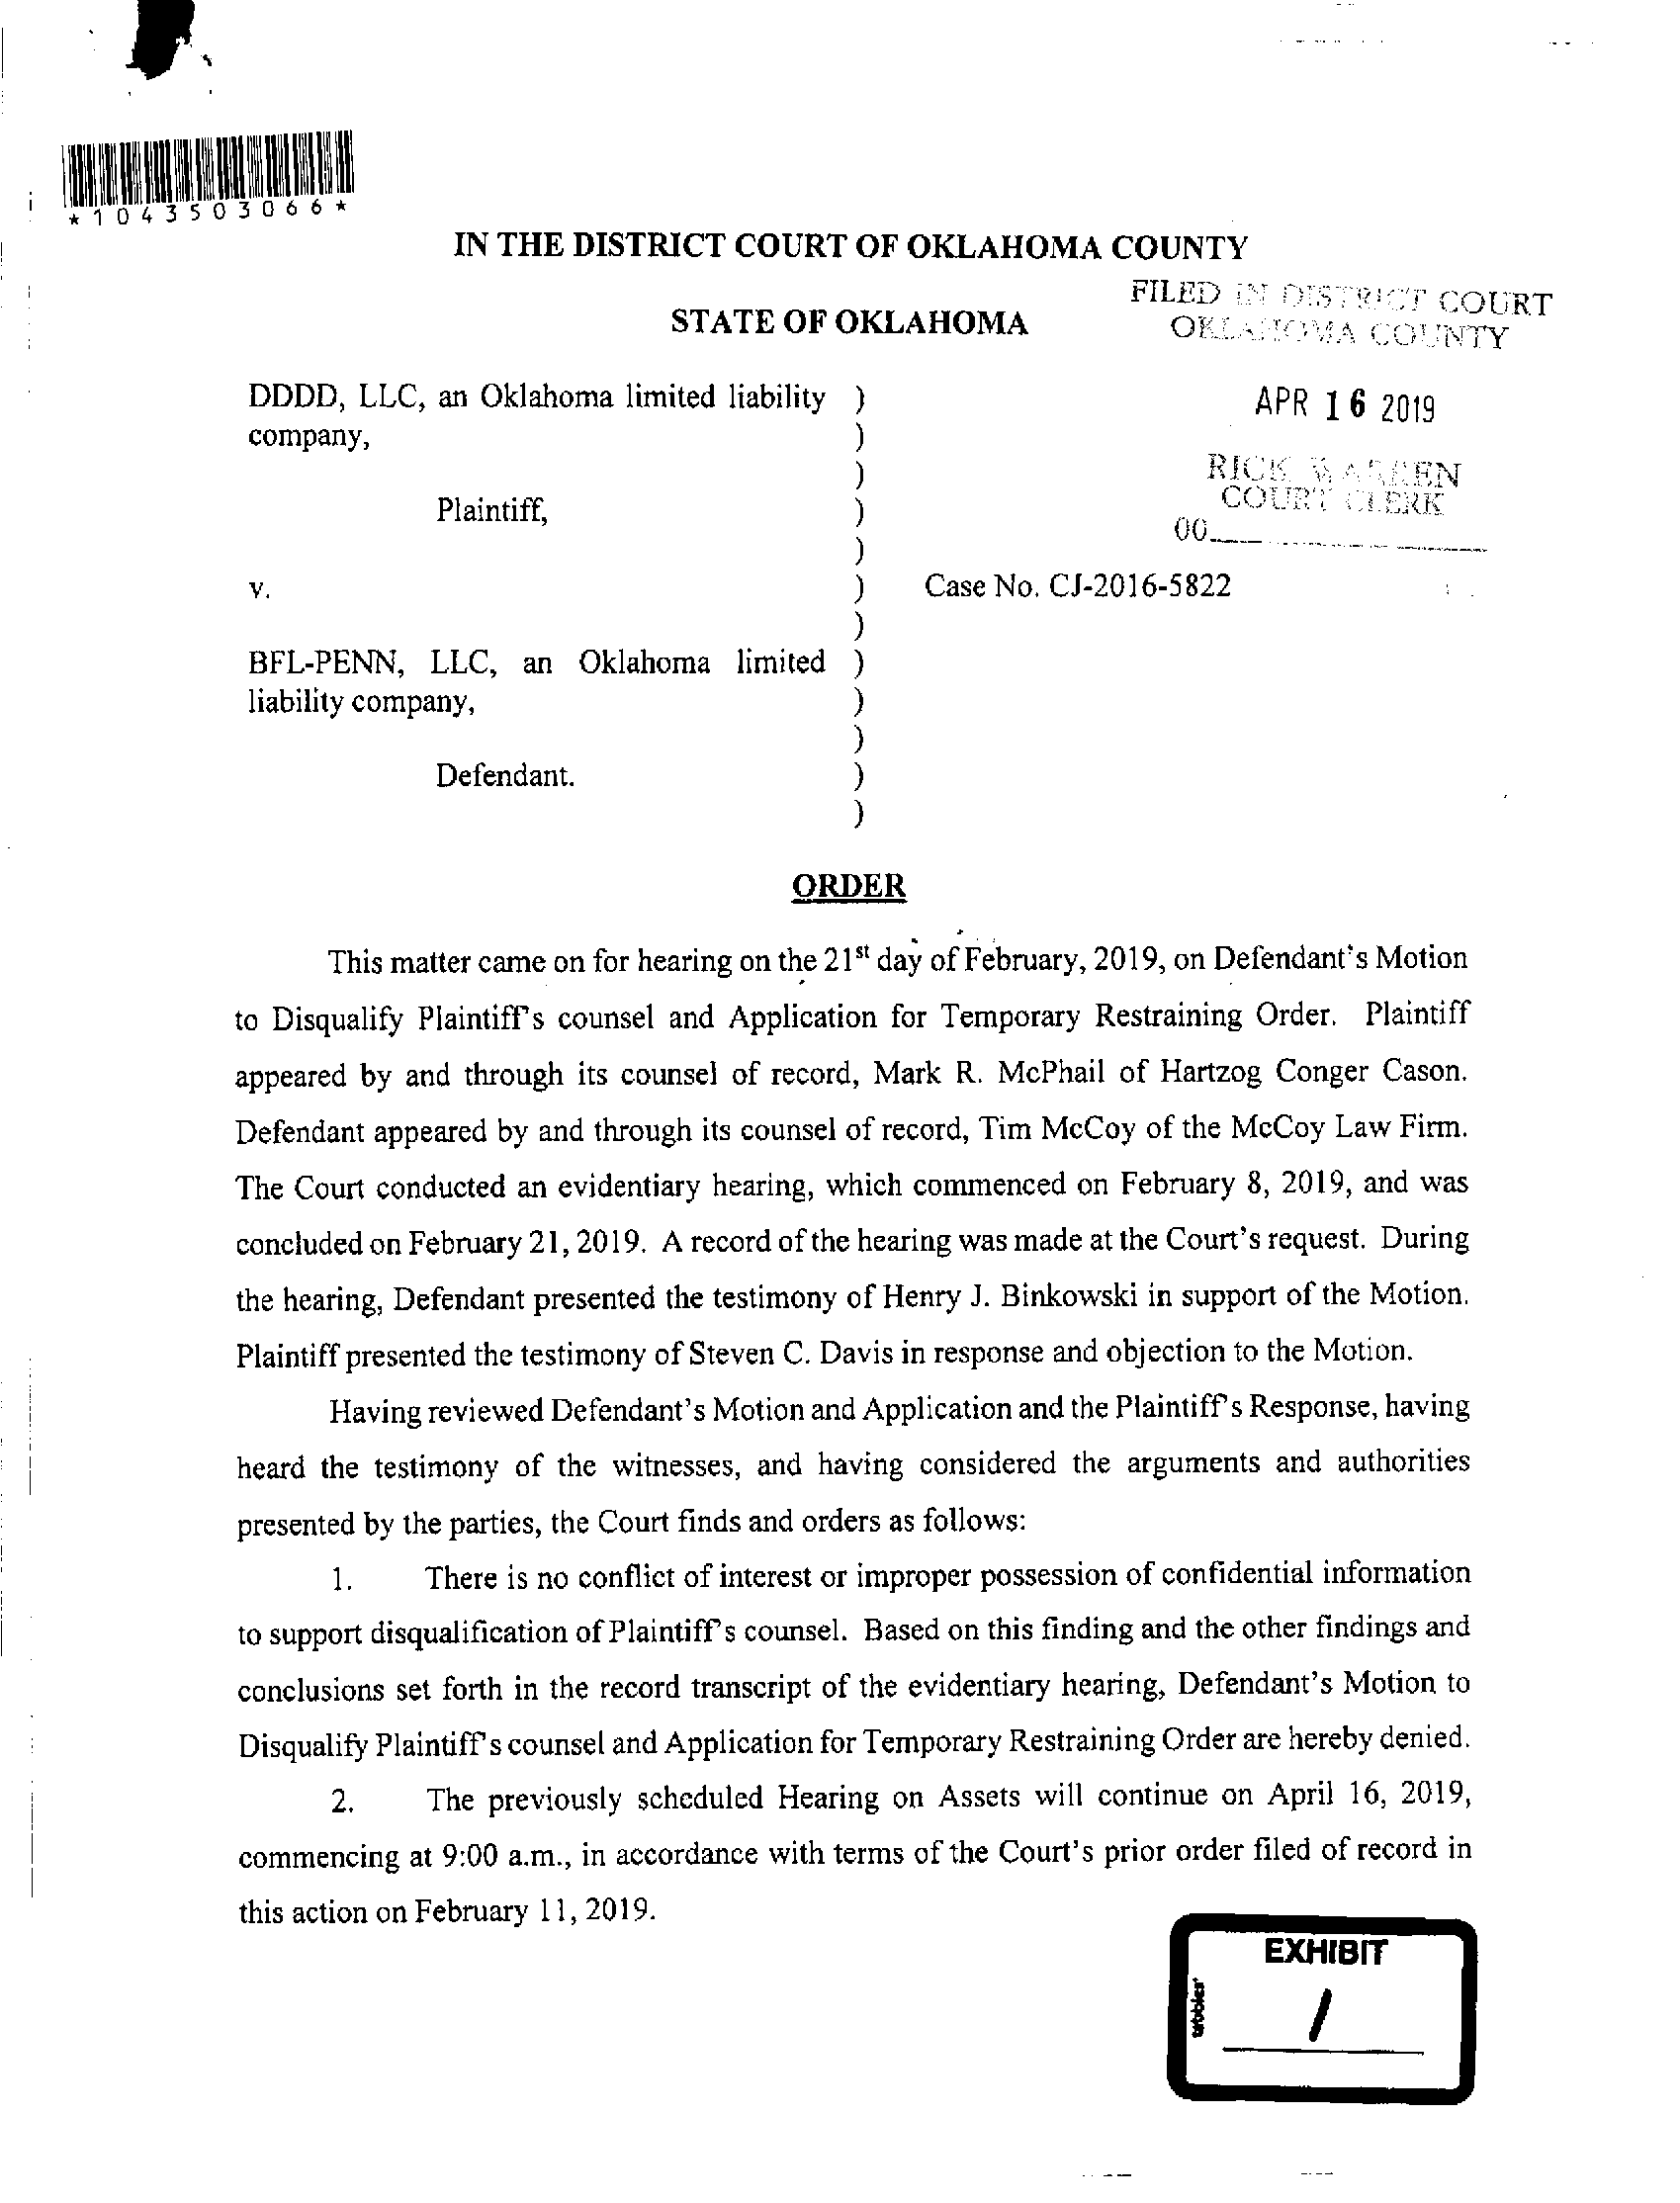 *1043503066*
IN THE DISTRICT COURT OF OKLAHOMA COUNTY
STATE OF OKLAHOMA
FILED IN DISTRICT COURT
OKLAHOMA COUNTY
APR 16 2019
RICK WARREN
COURT CLERK
00
DDDD, LLC, an Oklahoma limited liability )
company, )
)
Plaintiff, )
)
v. ) Case No. CJ-2016-5822
)
BFL-PENN, LLC, an Oklahoma limited )
liability company, )
)
Defendant. )
)
ORDER
This matter came on for hearing on the 21st day of February, 2019, on Defendant's Motion
to Disqualify Plaintiff's counsel and Application for Temporary Restraining Order. Plaintiff
appeared by and through its counsel of record, Mark R. McPhail of Hartzog Conger Cason.
Defendant appeared by and through its counsel of record, Tim McCoy of the McCoy Law Firm.
The Court conducted an evidentiary hearing, which commenced on February 8, 2019, and was
concluded on February 21, 2019. A record of the hearing was made at the Court's request. During
the hearing, Defendant presented the testimony of Henry J. Binkowski in support of the Motion.
Plaintiff presented the testimony of Steven C. Davis in response and objection to the Motion.
Having reviewed Defendant's Motion and Application and the Plaintiff's Response, having
heard the testimony of the witnesses, and having considered the arguments and authorities
presented by the parties, the Court finds and orders as follows:
1. There is no conflict of interest or improper possession of confidential information
to support disqualification of Plaintiff's counsel. Based on this finding and the other findings and
conclusions set forth in the record transcript of the evidentiary hearing, Defendant's Motion to
Disqualify Plaintiff's counsel and Application for Temporary Restraining Order are hereby denied.
2. The previously scheduled Hearing on Assets will continue on April 16, 2019,
commencing at 9:00 a.m., in accordance with terms of the Court's prior order filed of record in
this action on February 11, 2019.
EXHIBIT
1
tabbies'